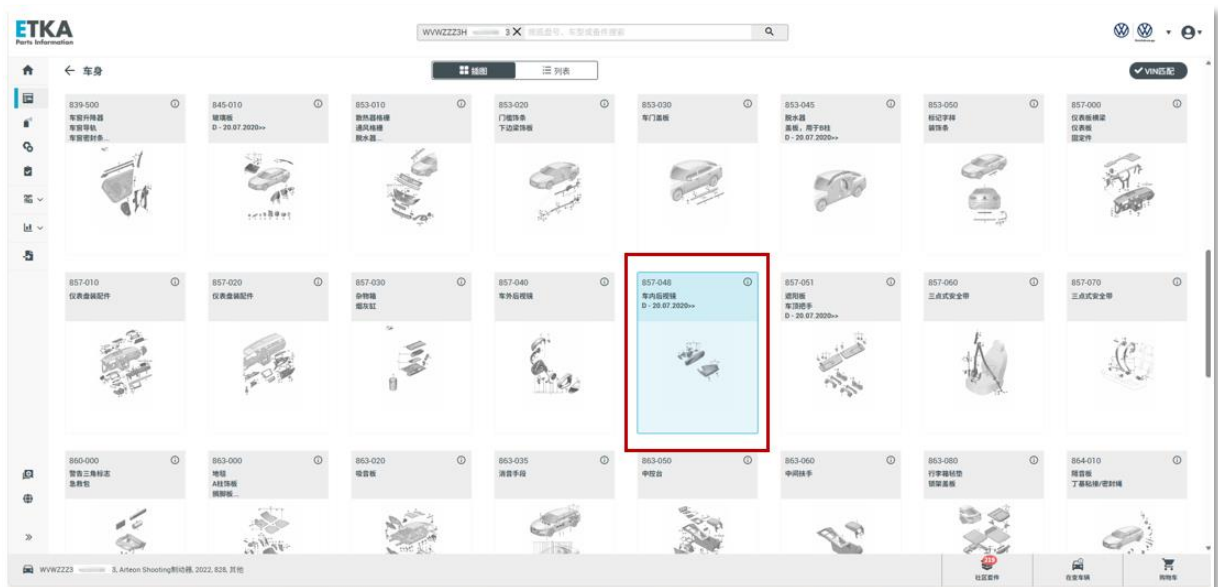 ETKA
Parts Information
WVWZZZ3H 3 X
车身
插图
列表
VIN匹配
839-500
车窗升降器
车窗导轨
车窗密封条...
845-010
玻璃板
D - 20.07.2020>>
853-010
散热器格栅
通风格栅
脱水器...
853-020
门槛饰条
下边梁饰板
853-030
车门盖板
853-045
脱水器
盖板，用于B柱
D - 20.07.2020>>
853-050
标记字样
装饰条
857-000
仪表板横梁
仪表板
固定件
857-010
仪表盘装配件
857-020
仪表盘装配件
857-030
杂物箱
烟灰缸
857-040
车外后视镜
857-048
车内后视镜
D - 20.07.2020>>
857-051
遮阳板
车顶把手
D - 20.07.2020>>
857-060
三点式安全带
857-070
三点式安全带
860-000
警告三角标志
急救包
863-000
地毯
A柱饰板
搁脚板...
863-020
吸音板
863-035
消音手段
863-050
中控台
863-060
中间扶手
863-080
行李箱毡垫
锁架盖板
864-010
隔音板
丁基粘接/密封绳
WVWZZZ3 3, Arteon Shooting制动器, 2022, 828, 其他
社区套件
在查车辆
购物车